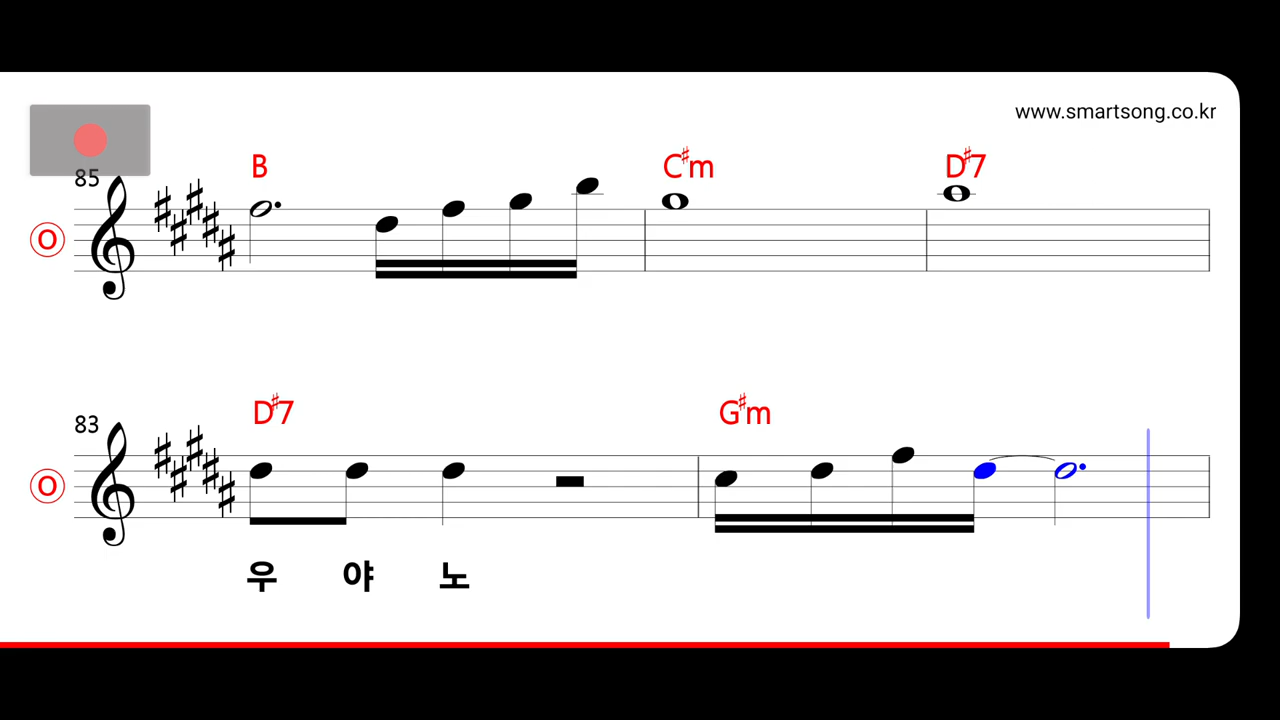 www.smartsong.co.kr
85
B C♯m D♯7
O
83
D♯7 G♯m
O
우 야 노